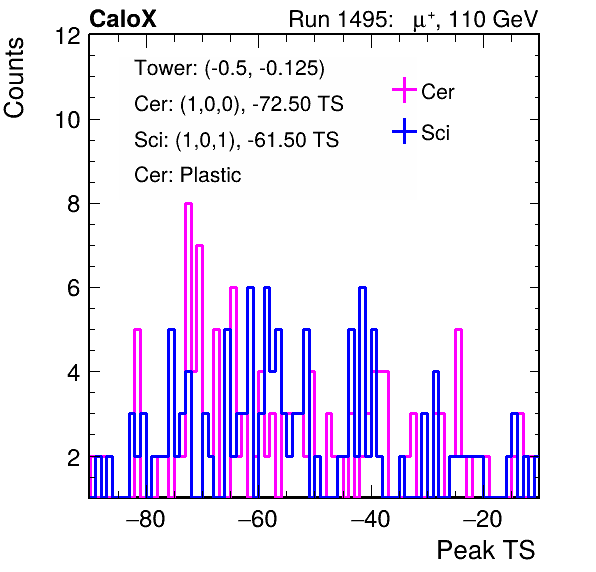 CaloX Run 1495: μ⁺, 110 GeV
Counts
12
10
8
6
4
2
Tower: (-0.5, -0.125)
Cer: (1,0,0), -72.50 TS
Sci: (1,0,1), -61.50 TS
Cer: Plastic
Cer
Sci
−80 −60 −40 −20
Peak TS